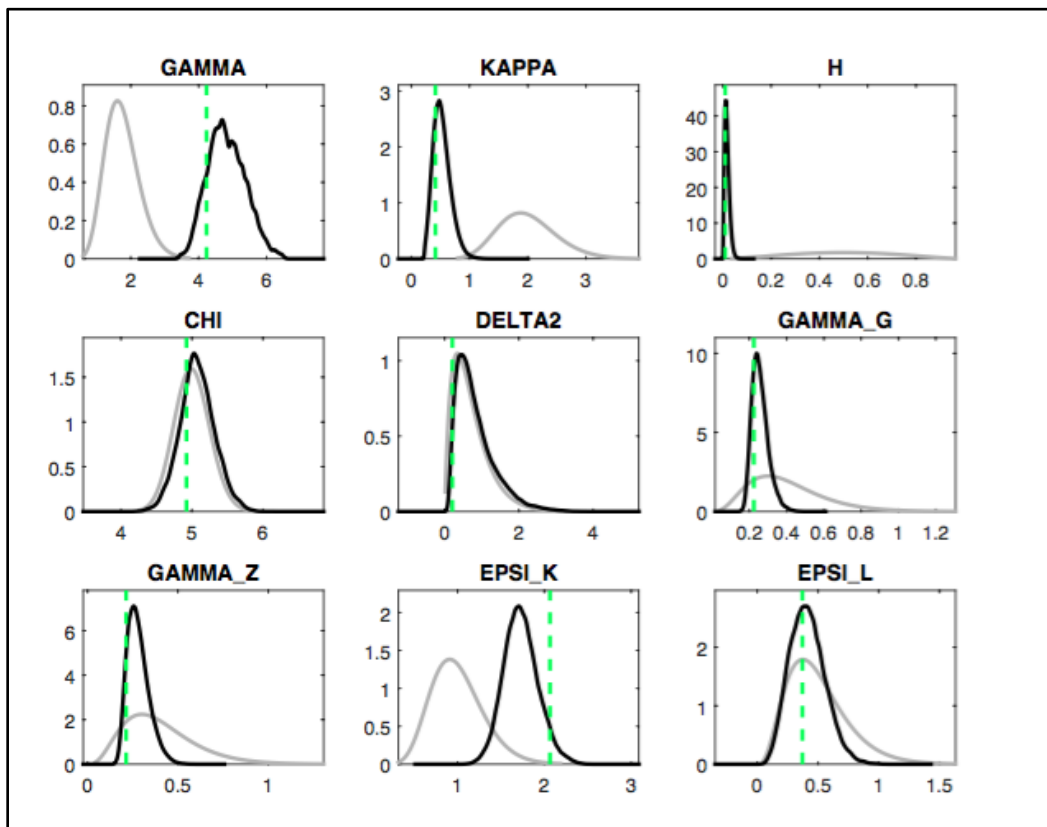 GAMMA KAPPA H
0.8 0.6 0.4 0.2 0
2 4 6
3 2 1 0
0 1 2 3
40 30 20 10 0
0 0.2 0.4 0.6 0.8
CHI DELTA2 GAMMA_G
1.5 1 0.5 0
4 5 6
1 0.5 0
0 2 4
10 5 0
0.2 0.4 0.6 0.8 1 1.2
GAMMA_Z EPSI_K EPSI_L
6 4 2 0
0 0.5 1
2 1.5 1 0.5 0
1 2 3
2 1 0
0 0.5 1 1.5